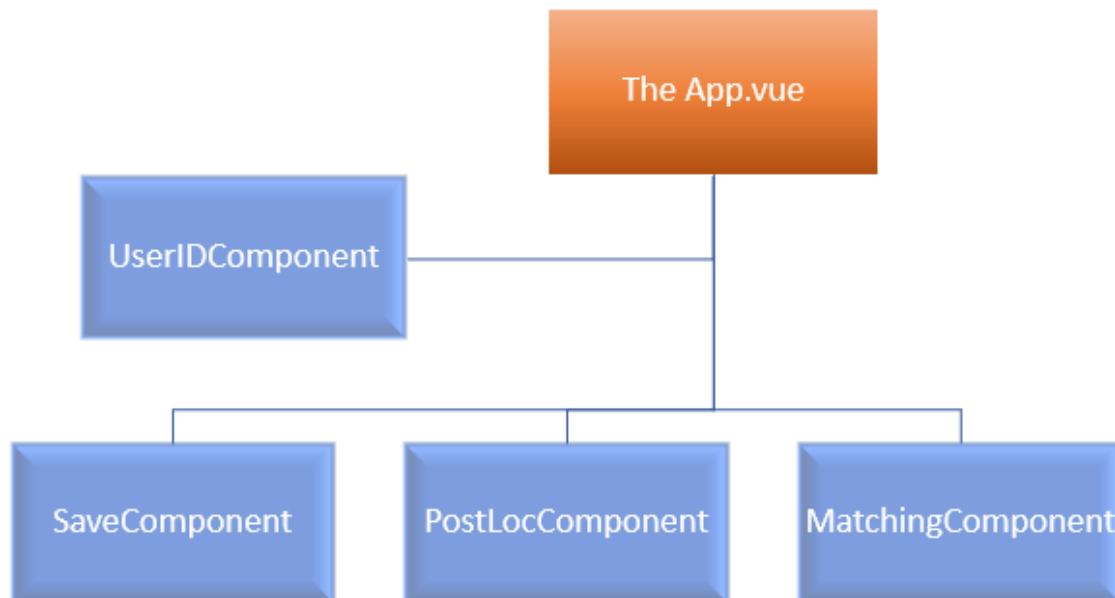 The App.vue
UserIDComponent
SaveComponent
PostLocComponent
MatchingComponent